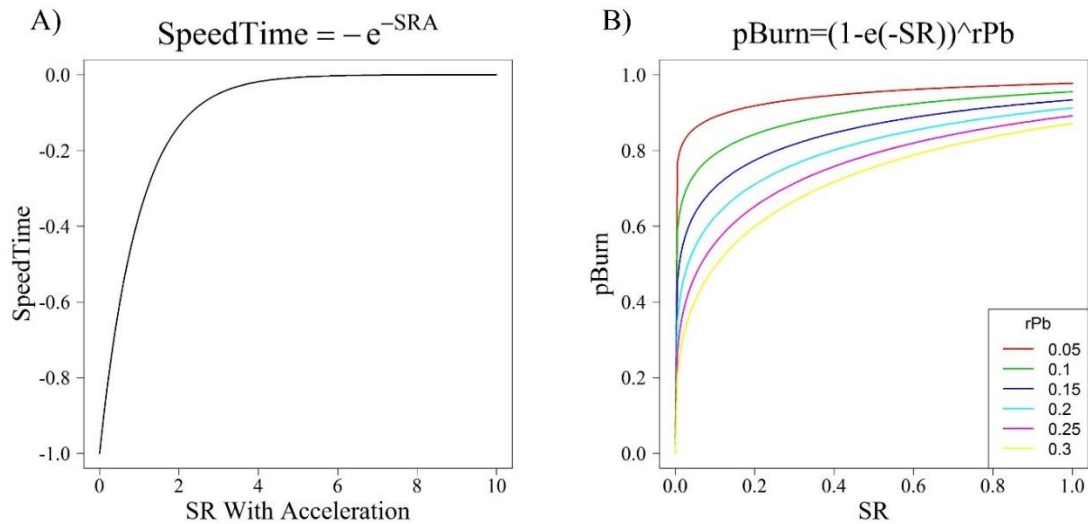 A)
SpeedTime = – e^–SRA
SpeedTime
0.0
-0.2
-0.4
-0.6
-0.8
-1.0
0 2 4 6 8 10
SR With Acceleration
B)
pBurn=(1-e(-SR))^rPb
pBurn
1.0
0.8
0.6
0.4
0.2
0.0
rPb
0.05
0.1
0.15
0.2
0.25
0.3
0.0 0.2 0.4 0.6 0.8 1.0
SR